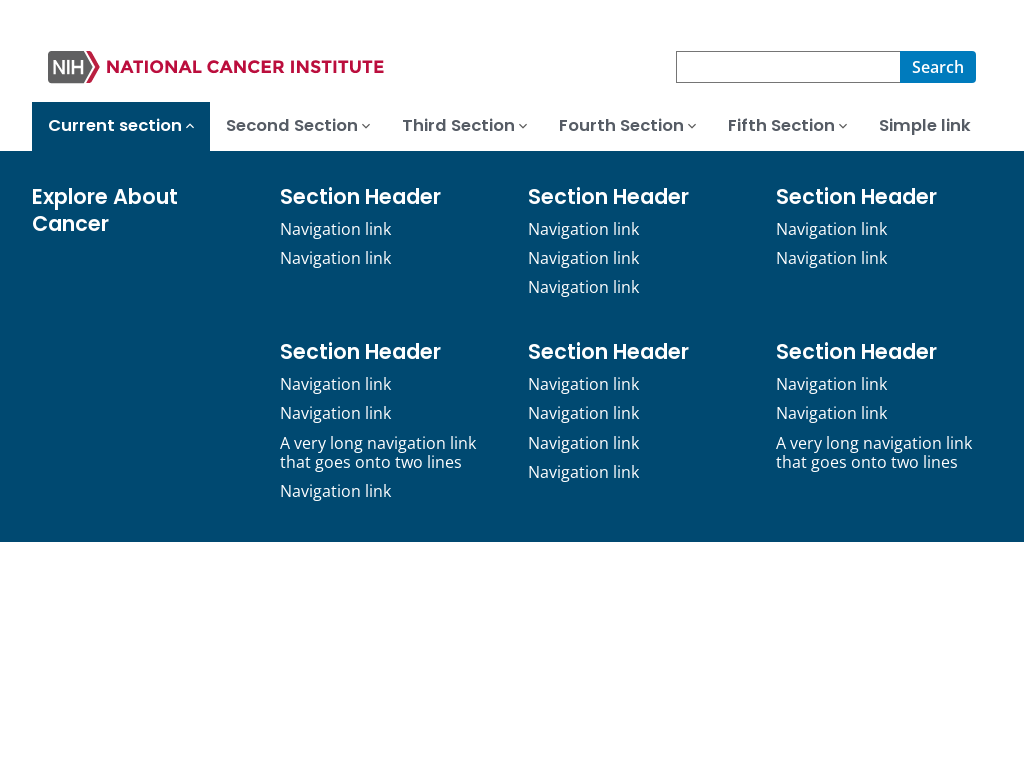 NIH NATIONAL CANCER INSTITUTE
Search
Current section Second Section Third Section Fourth Section Fifth Section Simple link
Explore About
Cancer
Section Header
Navigation link
Navigation link
Section Header
Navigation link
Navigation link
Navigation link
Section Header
Navigation link
Navigation link
Section Header
Navigation link
Navigation link
A very long navigation link
that goes onto two lines
Navigation link
Section Header
Navigation link
Navigation link
Navigation link
Navigation link
Section Header
Navigation link
Navigation link
A very long navigation link
that goes onto two lines